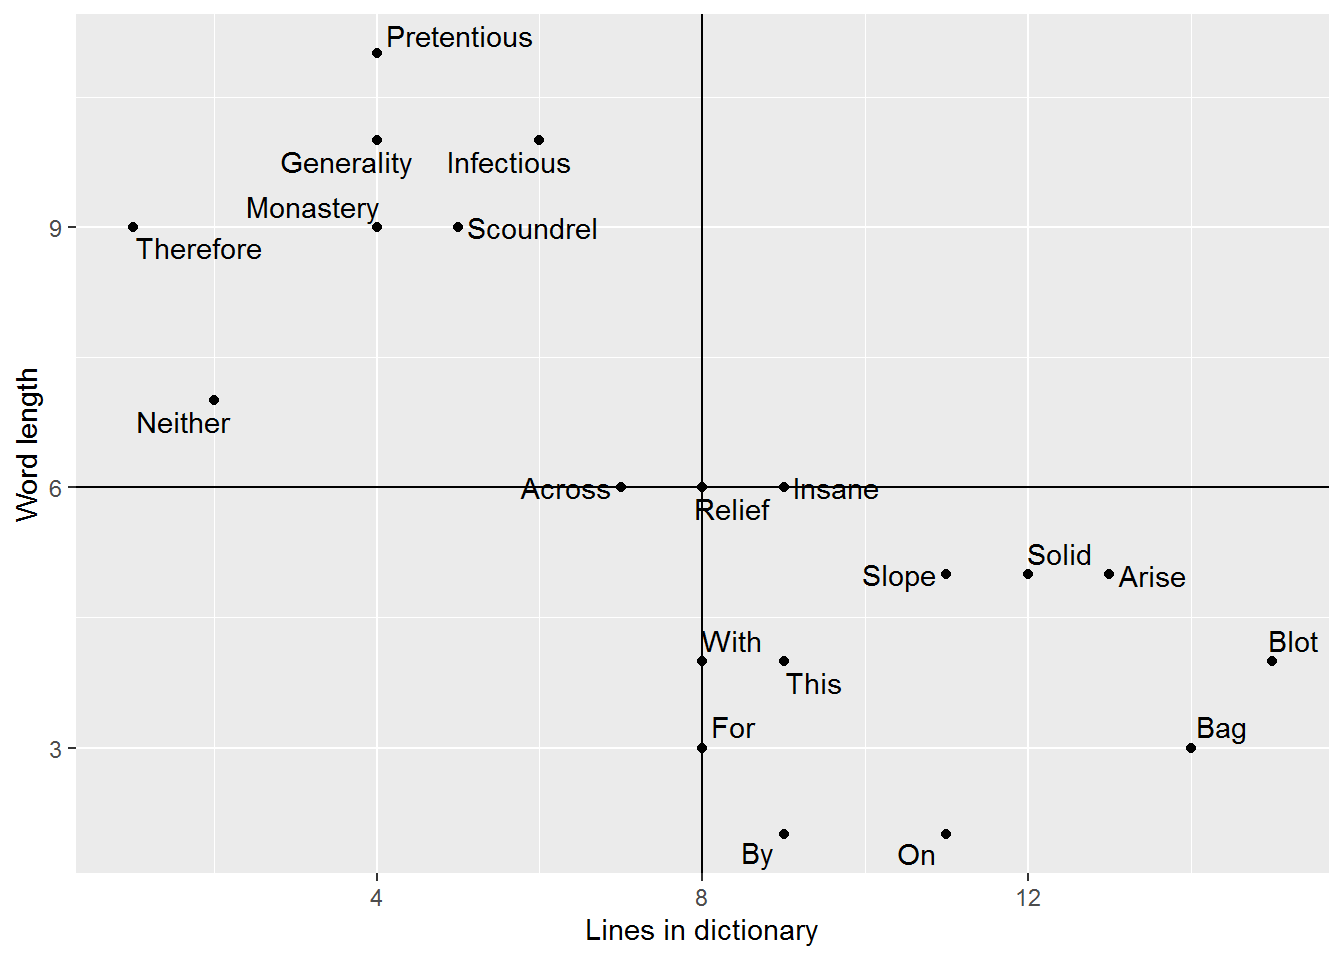 Pretentious
Generality
Infectious
Monastery
Scoundrel
9
Therefore
Neither
Word length
6
Across
Insane
Relief
Solid
Slope
Arise
With
Blot
This
For
Bag
3
By
On
4
8
12
Lines in dictionary